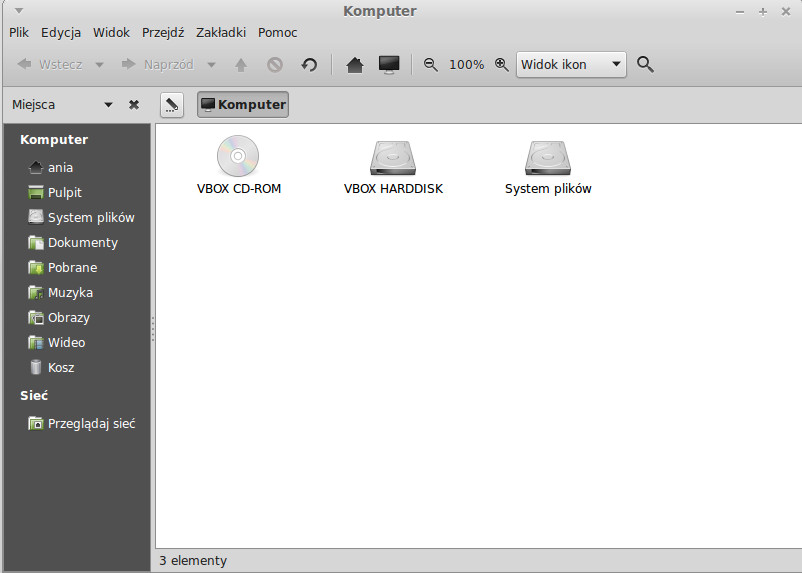 Komputer
Plik Edycja Widok Przejdź Zakładki Pomoc
Wstecz Naprzód 100% Widok ikon
Miejsca Komputer
Komputer
ania
Pulpit
System plików
Dokumenty
Pobrane
Muzyka
Obrazy
Wideo
Kosz
Sieć
Przeglądaj sieć
VBOX CD-ROM VBOX HARDDISK System plików
3 elementy